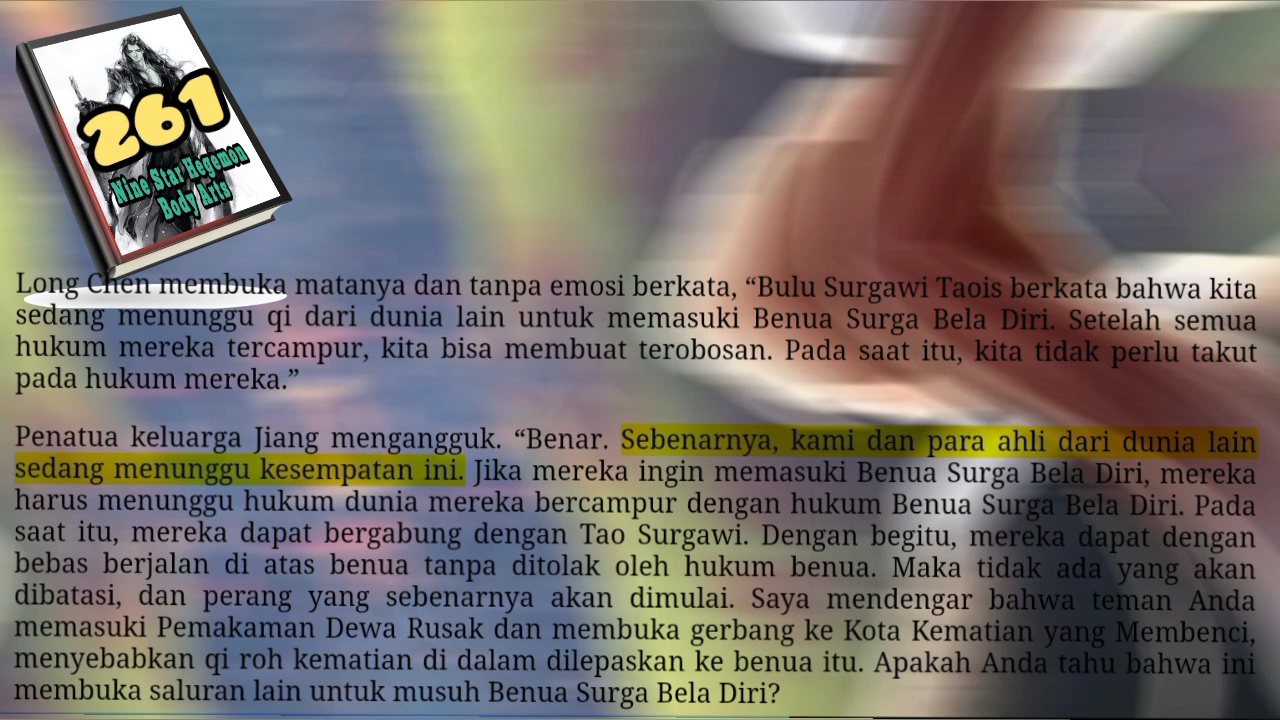 261
Nine Star Hegemon
Body Arts
Long Chen membuka matanya dan tanpa emosi berkata, “Bulu Surgawi Taois berkata bahwa kita
sedang menunggu qi dari dunia lain untuk memasuki Benua Surga Bela Diri. Setelah semua
hukum mereka tercampur, kita bisa membuat terobosan. Pada saat itu, kita tidak perlu takut
pada hukum mereka.”
Penatua keluarga Jiang mengangguk. “Benar. Sebenarnya, kami dan para ahli dari dunia lain
sedang menunggu kesempatan ini. Jika mereka ingin memasuki Benua Surga Bela Diri, mereka
harus menunggu hukum dunia mereka bercampur dengan hukum Benua Surga Bela Diri. Pada
saat itu, mereka dapat bergabung dengan Tao Surgawi. Dengan begitu, mereka dapat dengan
bebas berjalan di atas benua tanpa ditolak oleh hukum benua. Maka tidak ada yang akan
dibatasi, dan perang yang sebenarnya akan dimulai. Saya mendengar bahwa teman Anda
memasuki Pemakaman Dewa Rusak dan membuka gerbang ke Kota Kematian yang Membenci,
menyebabkan qi roh kematian di dalam dilepaskan ke benua itu. Apakah Anda tahu bahwa ini
membuka saluran lain untuk musuh Benua Surga Bela Diri?